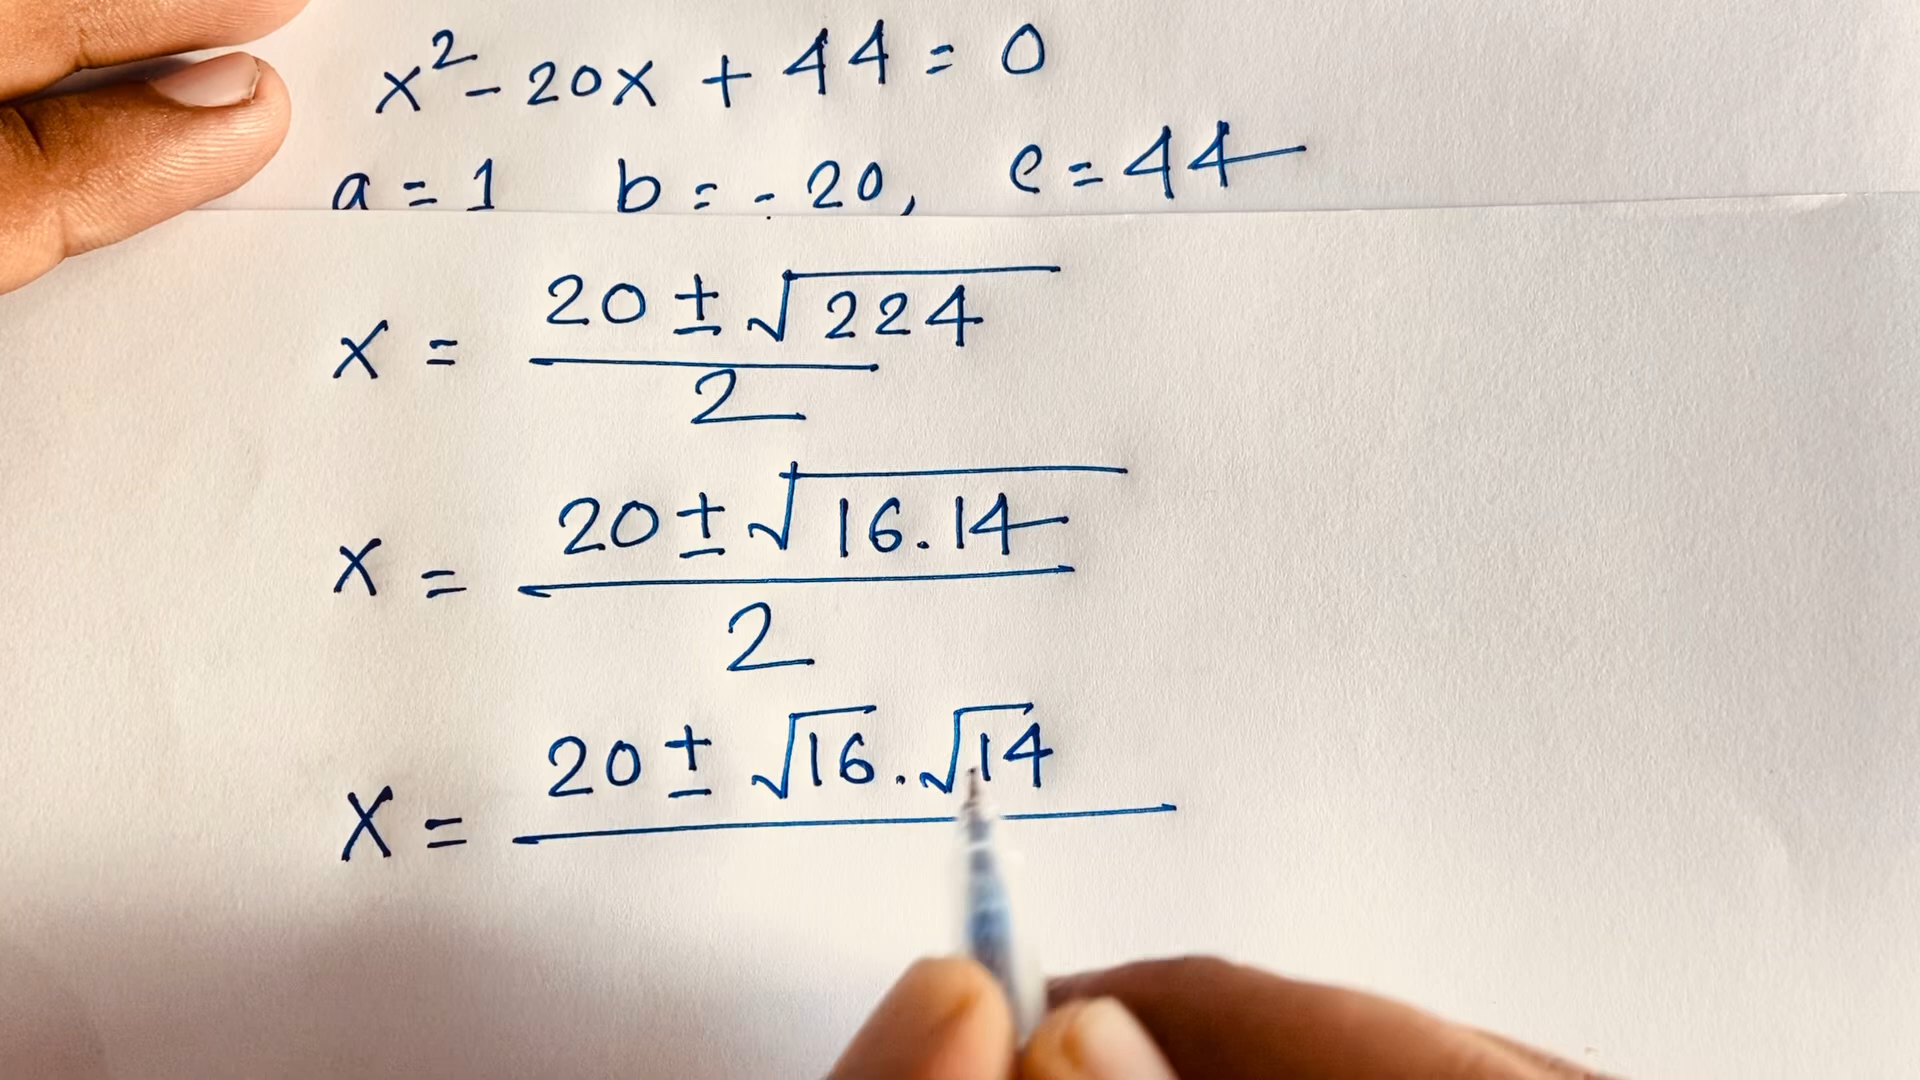 x² - 20x + 44 = 0
a = 1 b = - 20, c = 44
x = (20 ± √224) / 2
x = (20 ± √16.14) / 2
x = (20 ± √16 . √14) /